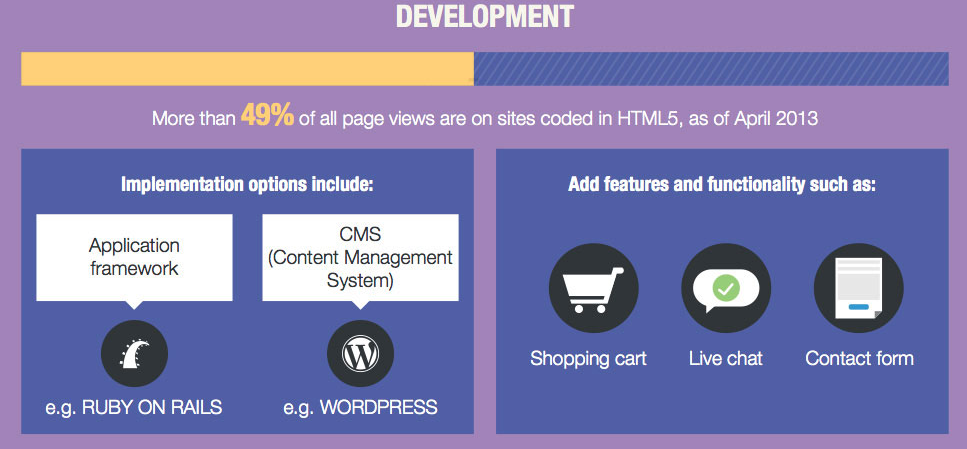 DEVELOPMENT
More than 49% of all page views are on sites coded in HTML5, as of April 2013
Implementation options include:
Application
framework
e.g. RUBY ON RAILS
CMS
(Content Management
System)
e.g. WORDPRESS
Add features and functionality such as:
Shopping cart
Live chat
Contact form